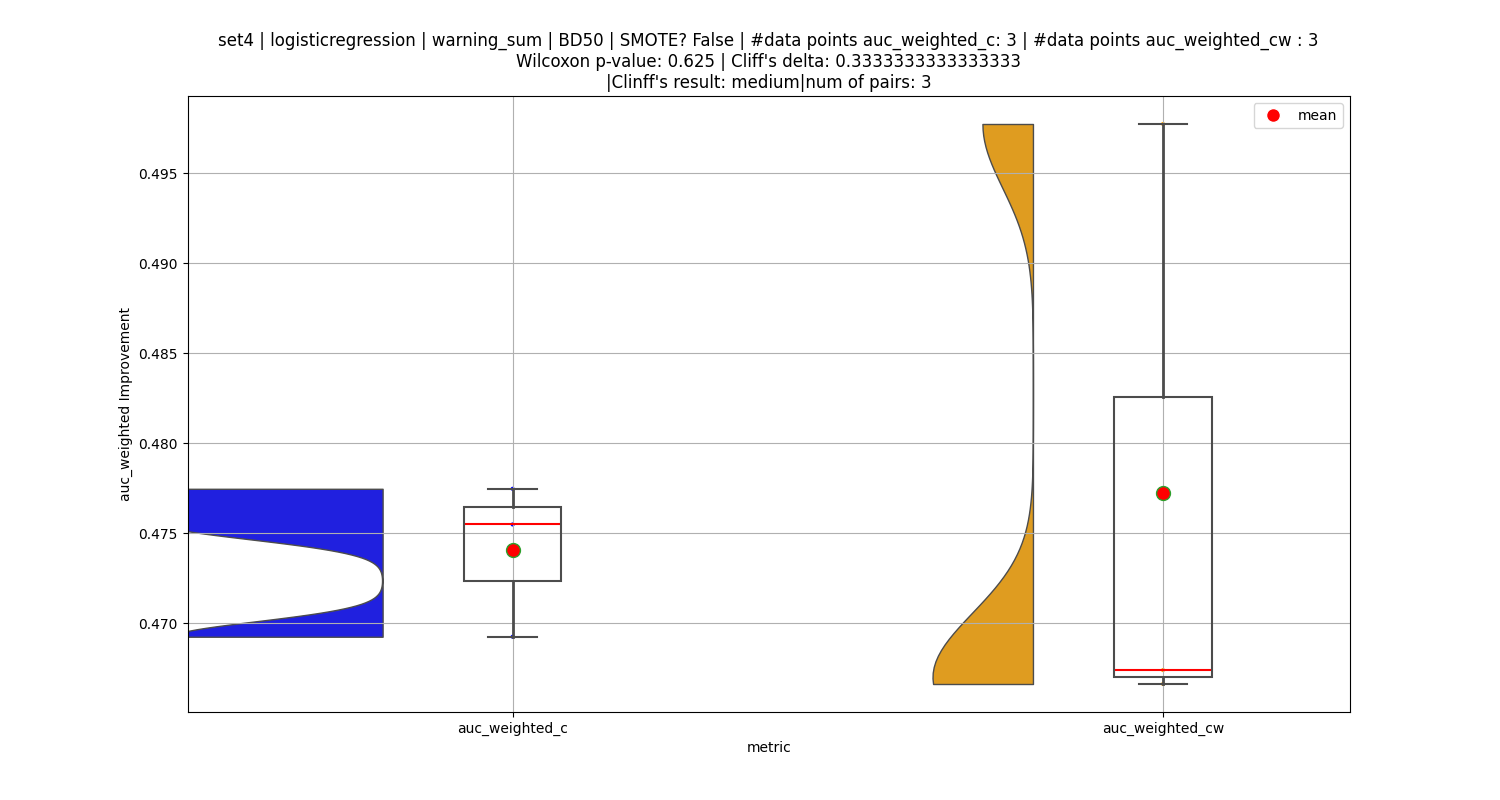 set4 | logisticregression | warning_sum | BD50 | SMOTE? False | #data points auc_weighted_c: 3 | #data points auc_weighted_cw : 3
Wilcoxon p-value: 0.625 | Cliff's delta: 0.3333333333333333
|Clinff's result: medium|num of pairs: 3
mean
0.495
0.490
0.485
0.480
0.475
0.470
auc_weighted Improvement
auc_weighted_c
auc_weighted_cw
metric